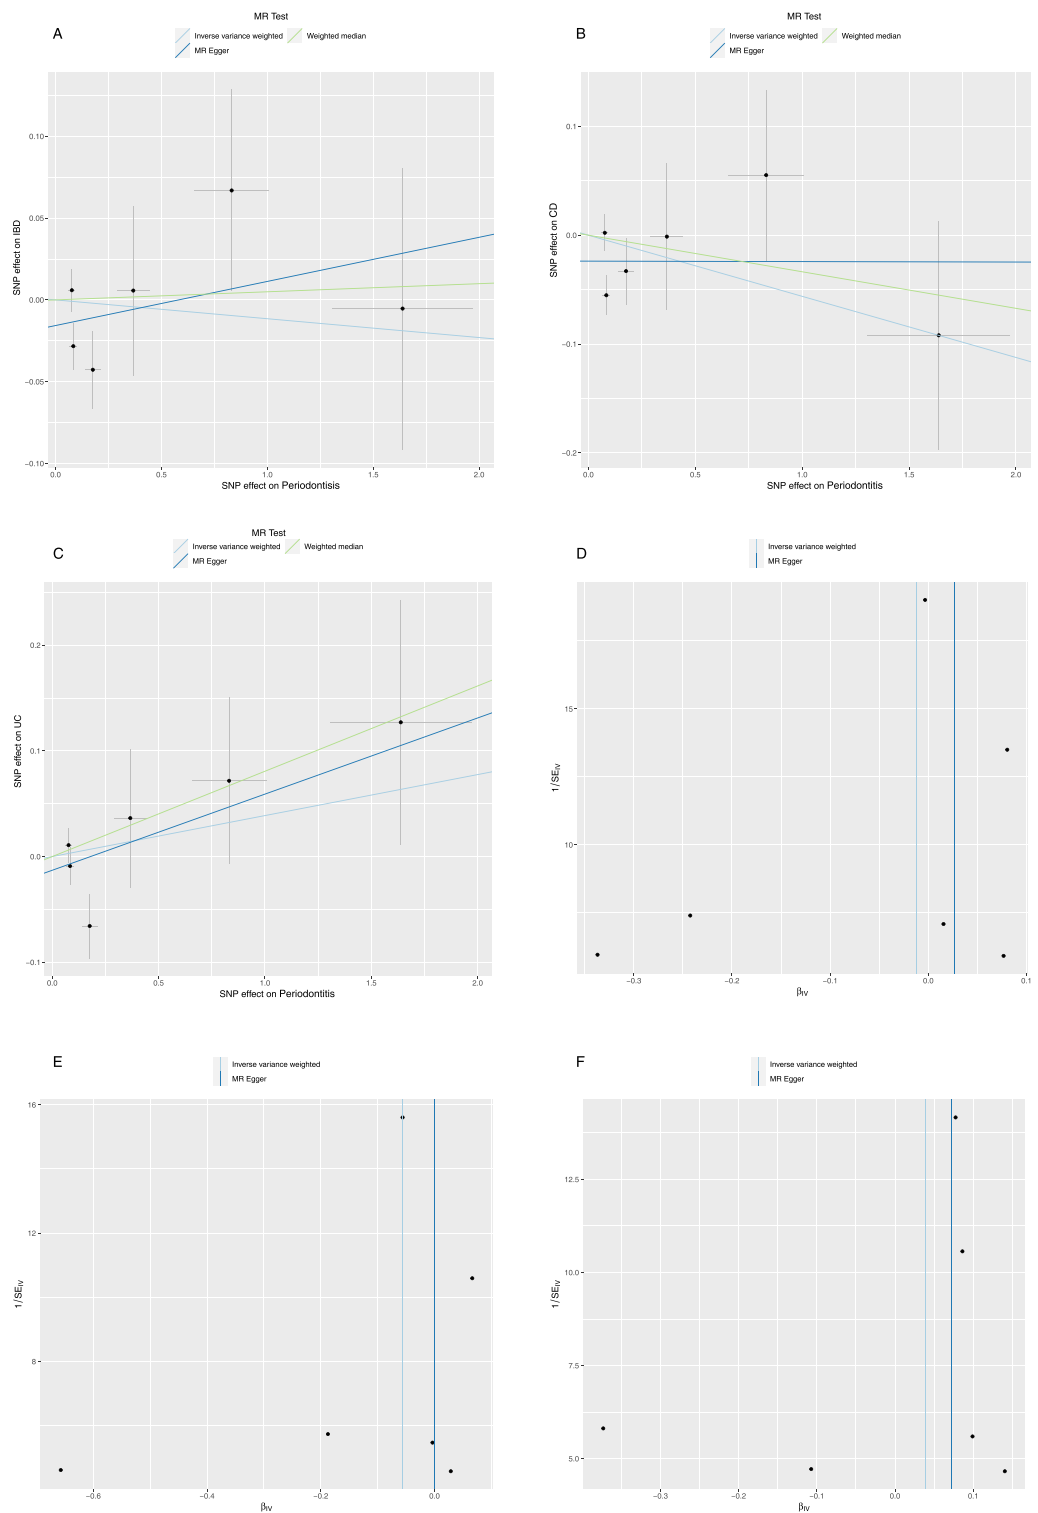 A
MR Test
Inverse variance weighted
Weighted median
MR Egger
SNP effect on IBD
0.10
0.05
0.00
−0.05
−0.10
0.0
0.5
1.0
1.5
2.0
SNP effect on Periodontisis
B
MR Test
Inverse variance weighted
Weighted median
MR Egger
SNP effect on CD
0.1
0.0
−0.1
−0.2
0.0
0.5
1.0
1.5
2.0
SNP effect on Periodontitis
C
MR Test
Inverse variance weighted
Weighted median
MR Egger
SNP effect on UC
0.2
0.1
0.0
−0.1
0.0
0.5
1.0
1.5
2.0
SNP effect on Periodontitis
D
Inverse variance weighted
MR Egger
1/SEIV
15
10
−0.3
−0.2
−0.1
0.0
0.1
βIV
E
Inverse variance weighted
MR Egger
1/SEIV
16
12
8
−0.6
−0.4
−0.2
0.0
βIV
F
Inverse variance weighted
MR Egger
1/SEIV
12.5
10.0
7.5
5.0
−0.3
−0.2
−0.1
0.0
0.1
βIV